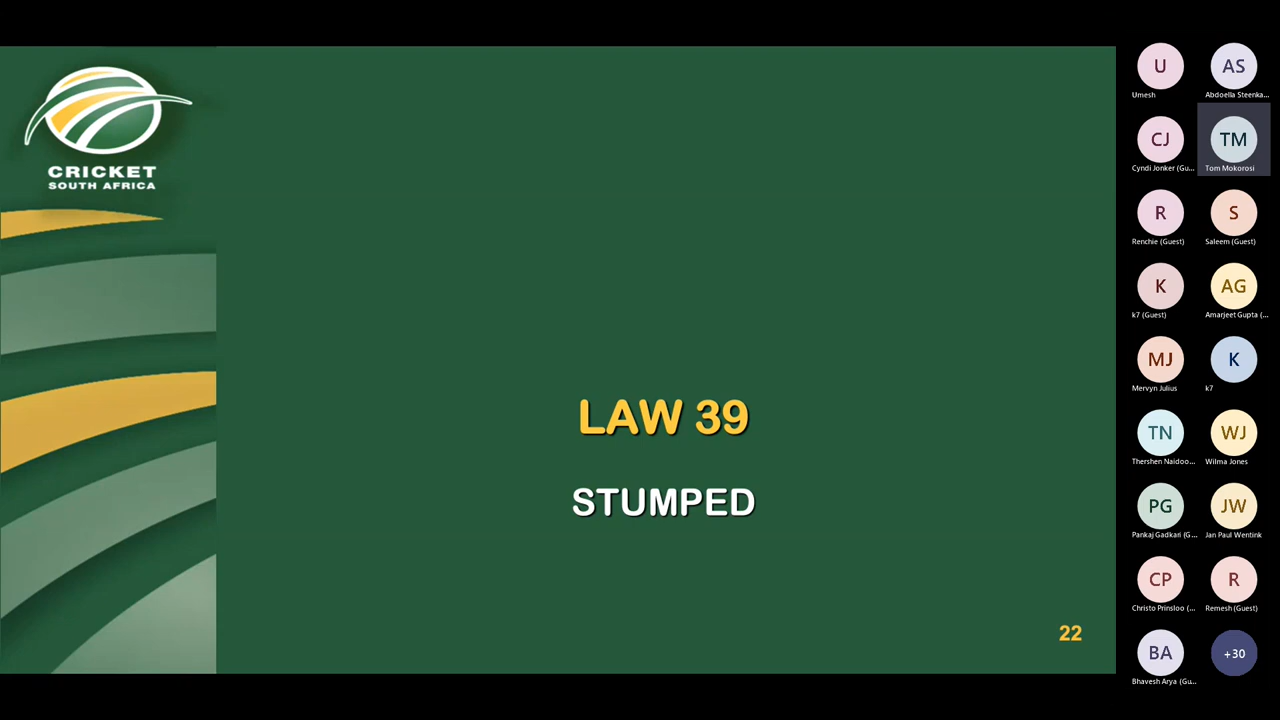 CRICKET
SOUTH AFRICA
LAW 39
STUMPED
22
U
Umesh
AS
Abdoella Steenka...
CJ
Cyndi Jonker (Gu...
TM
Tom Mokorosi
R
Renchie (Guest)
S
Saleem (Guest)
K
k7 (Guest)
AG
Amarjeet Gupta (...
MJ
Mervyn Julius
K
k7
TN
Thershen Naidoo...
WJ
Wilma Jones
PG
Pankaj Gadkari (G...
JW
Jan Paul Wentink
CP
Christo Prinsloo (...
R
Remesh (Guest)
BA
Bhavesh Arya (Gu...
+30